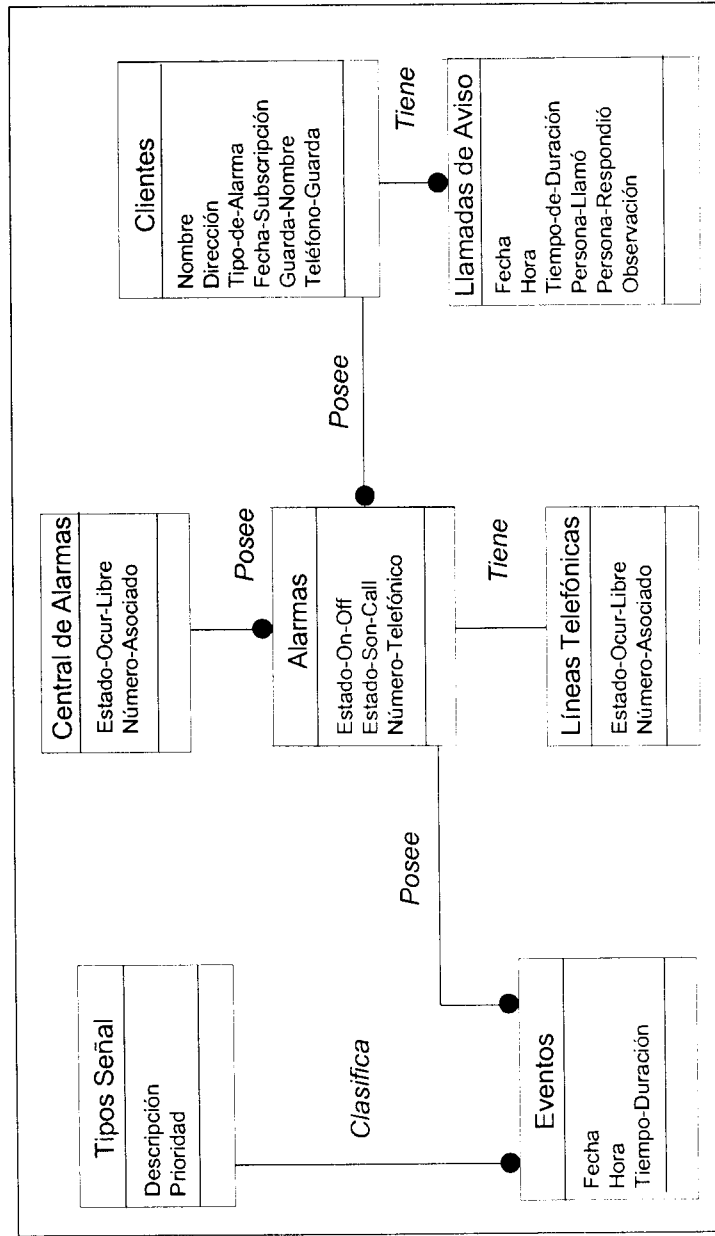 Tipos Señal
Descripción
Prioridad
Clasifica
Eventos
Fecha
Hora
Tiempo-Duración
Posee
Central de Alarmas
Estado-Ocur-Libre
Número-Asociado
Posee
Alarmas
Estado-On-Off
Estado-Son-Call
Número-Telefónico
Tiene
Líneas Telefónicas
Estado-Ocur-Libre
Número-Asociado
Posee
Clientes
Nombre
Dirección
Tipo-de-Alarma
Fecha-Subscripción
Guarda-Nombre
Teléfono-Guarda
Tiene
Llamadas de Aviso
Fecha
Hora
Tiempo-de-Duración
Persona-Llamó
Persona-Respondió
Observación